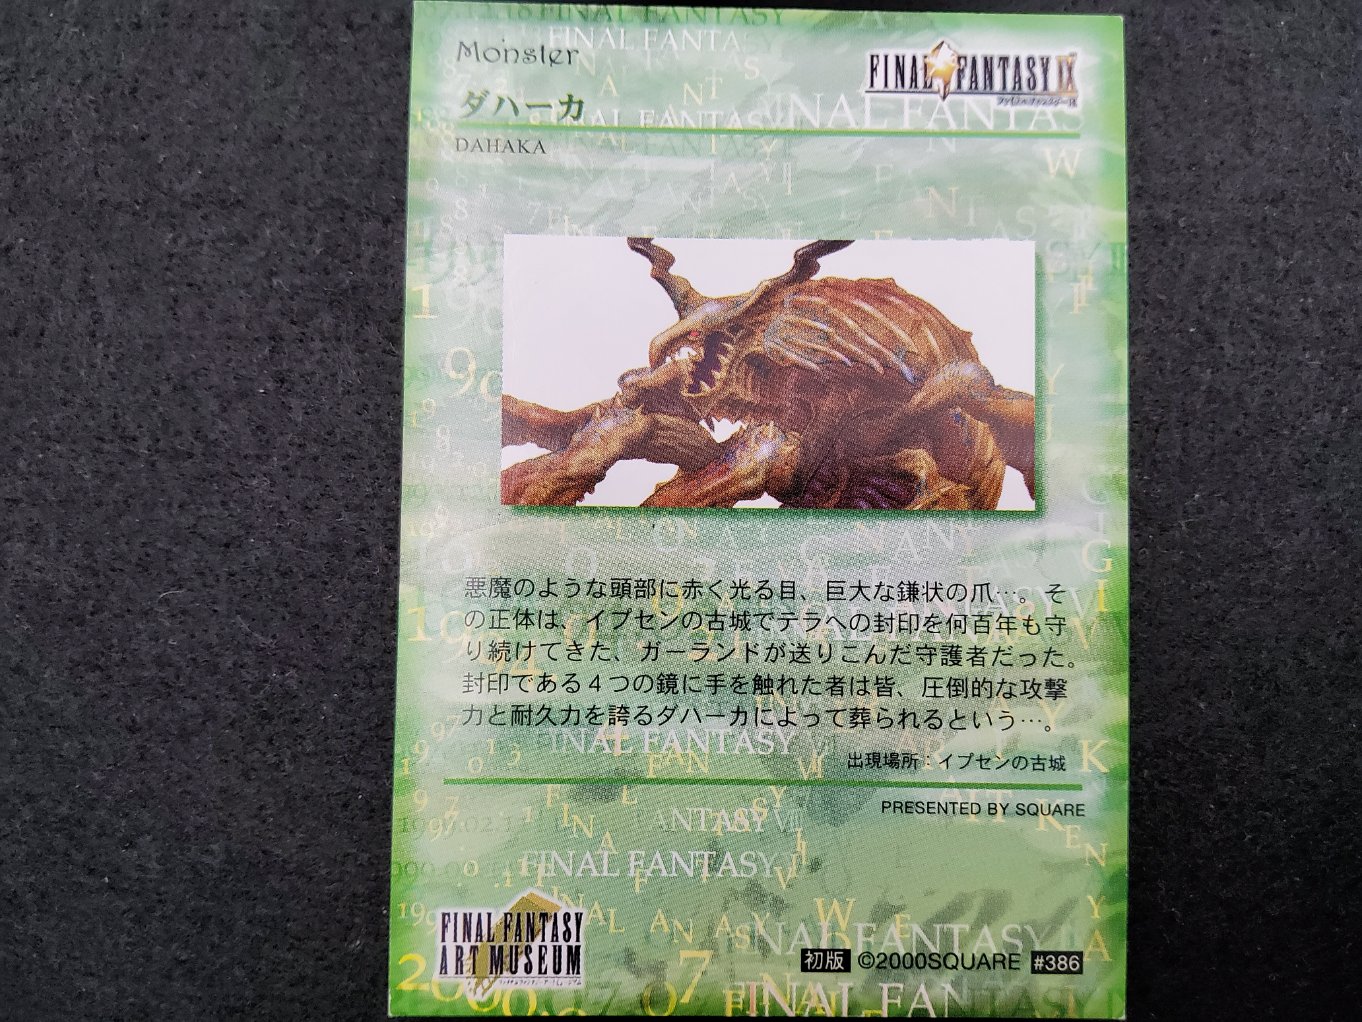 Monster
FINAL FANTASY IX
ダハーカ
DAHAKA
悪魔のような頭部に赤く光る目、巨大な鎌状の爪…。そ
の正体は、イプセンの古城でテラへの封印を何百年も守
り続けてきた、ガーランドが送りこんだ守護者だった。
封印である4つの鏡に手を触れた者は皆、圧倒的な攻撃
力と耐久力を誇るダハーカによって葬られるという…。
出現場所：イプセンの古城
PRESENTED BY SQUARE
FINAL FANTASY
ART MUSEUM
初版 ©2000SQUARE #386